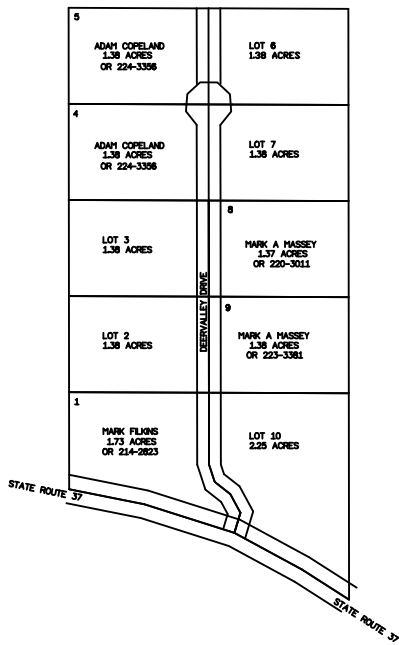 5
ADAM COPELAND
1.38 ACRES
OR 224-3356
LOT 6
1.38 ACRES
4
ADAM COPELAND
1.38 ACRES
OR 224-3356
LOT 7
1.38 ACRES
LOT 3
1.38 ACRES
8
MARK A MASSEY
1.37 ACRES
OR 220-3011
DEERVALLEY DRIVE
LOT 2
1.38 ACRES
9
MARK A MASSEY
1.38 ACRES
OR 223-3381
1
MARK FILKINS
1.73 ACRES
OR 214-2823
LOT 10
2.25 ACRES
STATE ROUTE 37
STATE ROUTE 37